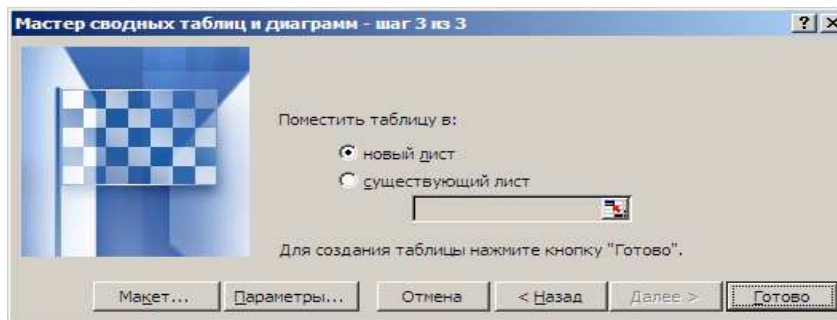 Мастер сводных таблиц и диаграмм - шаг 3 из 3
Поместить таблицу в:
новый лист
существующий лист
Для создания таблицы нажмите кнопку "Готово".
Макет... Параметры... Отмена < Назад Далее > Готово